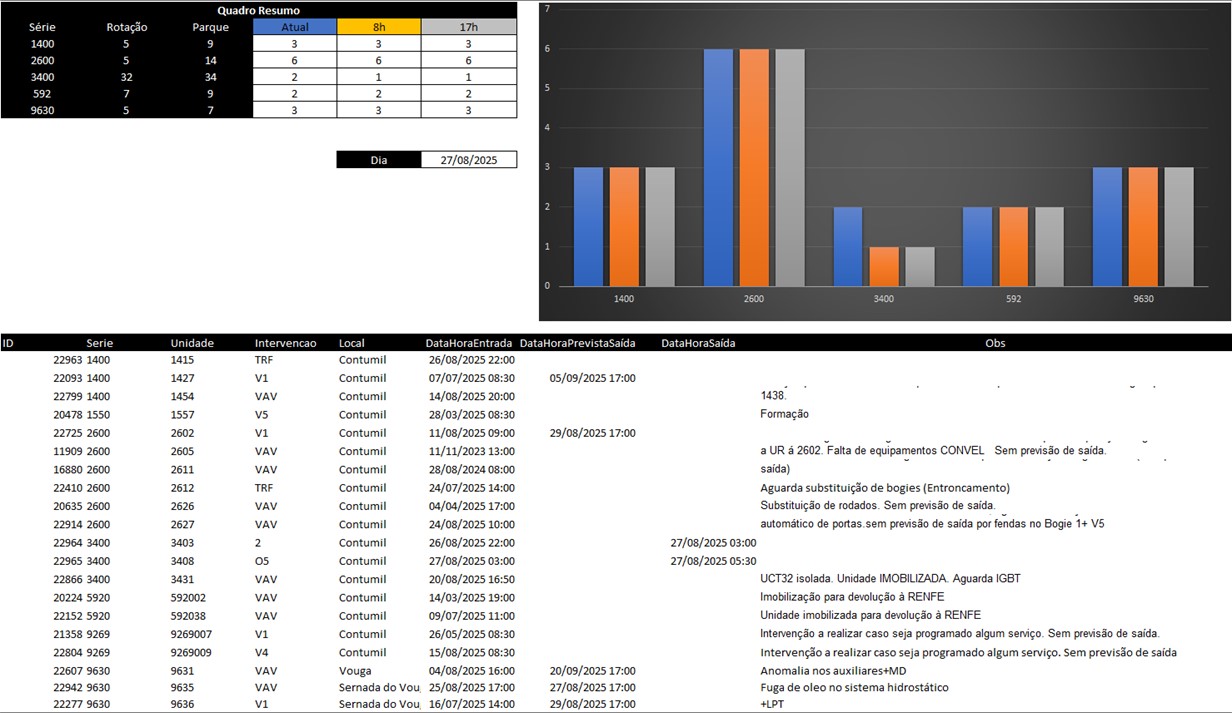 Quadro Resumo
Série Rotação Parque Atual 8h 17h
1400 5 9 3 3 3
2600 5 14 6 6 6
3400 32 34 2 1 1
592 7 9 2 2 2
9630 5 7 3 3 3
Dia 27/08/2025
7
6
5
4
3
2
1
0
1400 2600 3400 592 9630
ID Serie Unidade Intervencao Local DataHoraEntrada DataHoraPrevistaSaída DataHoraSaída Obs
22963 1400 1415 TRF Contumil 26/08/2025 22:00
22093 1400 1427 V1 Contumil 07/07/2025 08:30 05/09/2025 17:00
22799 1400 1454 VAV Contumil 14/08/2025 20:00 1438.
20478 1550 1557 V5 Contumil 28/03/2025 08:30 Formação
22725 2600 2602 V1 Contumil 11/08/2025 09:00 29/08/2025 17:00
11909 2600 2605 VAV Contumil 11/11/2023 13:00 a UR á 2602. Falta de equipamentos CONVEL Sem previsão de saída.
16880 2600 2611 VAV Contumil 28/08/2024 08:00 saída)
22410 2600 2612 TRF Contumil 24/07/2025 14:00 Aguarda substituição de bogies (Entroncamento)
20635 2600 2626 VAV Contumil 04/04/2025 17:00 Substituição de rodados. Sem previsão de saída.
22914 2600 2627 VAV Contumil 24/08/2025 10:00 automático de portas.sem previsão de saída por fendas no Bogie 1+ V5
22964 3400 3403 2 Contumil 26/08/2025 22:00 27/08/2025 03:00
22965 3400 3408 O5 Contumil 27/08/2025 03:00 27/08/2025 05:30
22866 3400 3431 VAV Contumil 20/08/2025 16:50 UCT32 isolada. Unidade IMOBILIZADA. Aguarda IGBT
20224 5920 592002 VAV Contumil 14/03/2025 19:00 Imobilização para devolução à RENFE
22152 5920 592038 VAV Contumil 09/07/2025 11:00 Unidade imobilizada para devolução à RENFE
21358 9269 9269007 V1 Contumil 26/05/2025 08:30 Intervenção a realizar caso seja programado algum serviço. Sem previsão de saída.
22804 9269 9269009 V4 Contumil 15/08/2025 08:30 Intervenção a realizar caso seja programado algum serviço. Sem previsão de saída
22607 9630 9631 VAV Vouga 04/08/2025 16:00 20/09/2025 17:00 Anomalia nos auxiliares+MD
22942 9630 9635 VAV Sernada do Vou 25/08/2025 17:00 27/08/2025 17:00 Fuga de oleo no sistema hidrostático
22277 9630 9636 V1 Sernada do Vou 16/07/2025 14:00 29/08/2025 17:00 +LPT